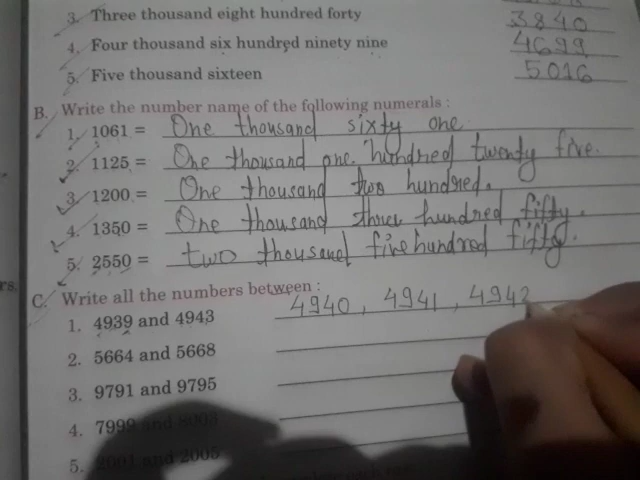 3. Three thousand eight hundred forty 3840
4. Four thousand six hundred ninety nine 4699
5. Five thousand sixteen 5016
B. Write the number name of the following numerals :
1. 1061 = One thousand sixty one
2. 1125 = One thousand one hundred twenty five.
3. 1200 = One thousand two hundred.
4. 1350 = One thousand three hundred fifty.
5. 2550 = two thousand five hundred fifty.
C. Write all the numbers between :
1. 4939 and 4943 4940, 4941, 4942
2. 5664 and 5668
3. 9791 and 9795
4. 7999 and 8003
5. 2001 and 2005